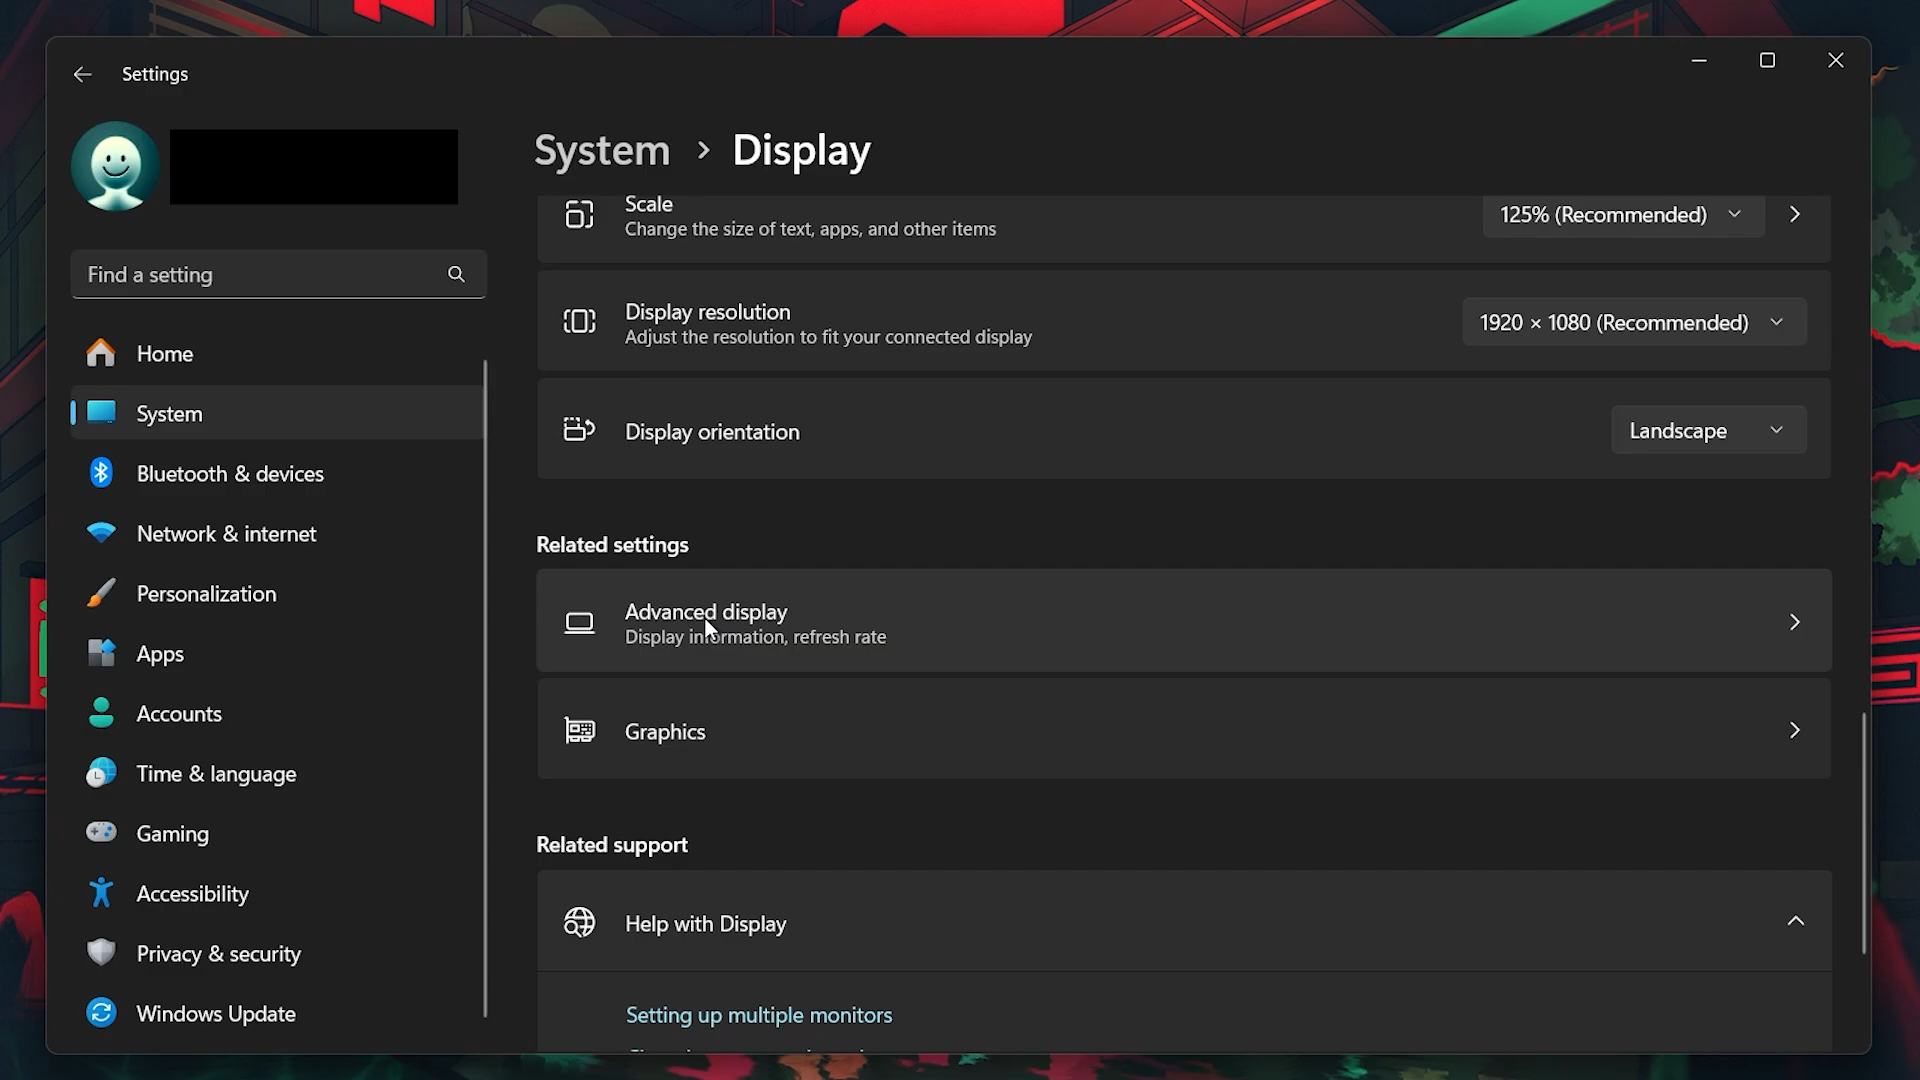 Settings
Find a setting
Home
System
Bluetooth & devices
Network & internet
Personalization
Apps
Accounts
Time & language
Gaming
Accessibility
Privacy & security
Windows Update
System > Display
Scale
Change the size of text, apps, and other items
125% (Recommended)
Display resolution
Adjust the resolution to fit your connected display
1920 × 1080 (Recommended)
Display orientation
Landscape
Related settings
Advanced display
Display information, refresh rate
Graphics
Related support
Help with Display
Setting up multiple monitors